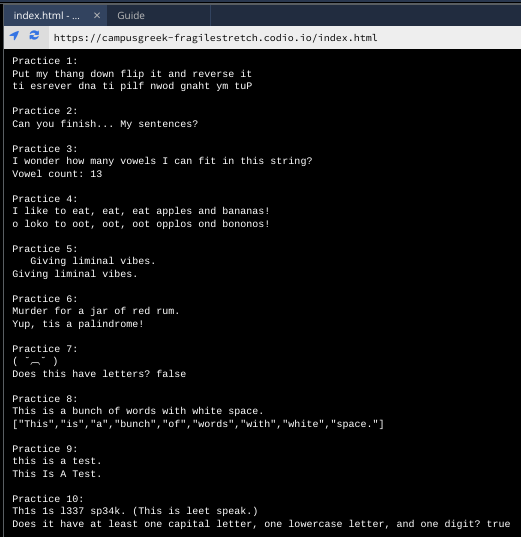 index.html - ... × Guide
https://campusgreek-fragilestretch.codio.io/index.html
Practice 1:
Put my thang down flip it and reverse it
ti esrever dna ti pilf nwod gnaht ym tuP
Practice 2:
Can you finish... My sentences?
Practice 3:
I wonder how many vowels I can fit in this string?
Vowel count: 13
Practice 4:
I like to eat, eat, eat apples and bananas!
o loko to oot, oot, oot opplos ond bononos!
Practice 5:
Giving liminal vibes.
Giving liminal vibes.
Practice 6:
Murder for a jar of red rum.
Yup, tis a palindrome!
Practice 7:
( ˘︹˘ )
Does this have letters? false
Practice 8:
This is a bunch of words with white space.
["This","is","a","bunch","of","words","with","white","space."]
Practice 9:
this is a test.
This Is A Test.
Practice 10:
Th1s 1s l337 sp34k. (This is leet speak.)
Does it have at least one capital letter, one lowercase letter, and one digit? true